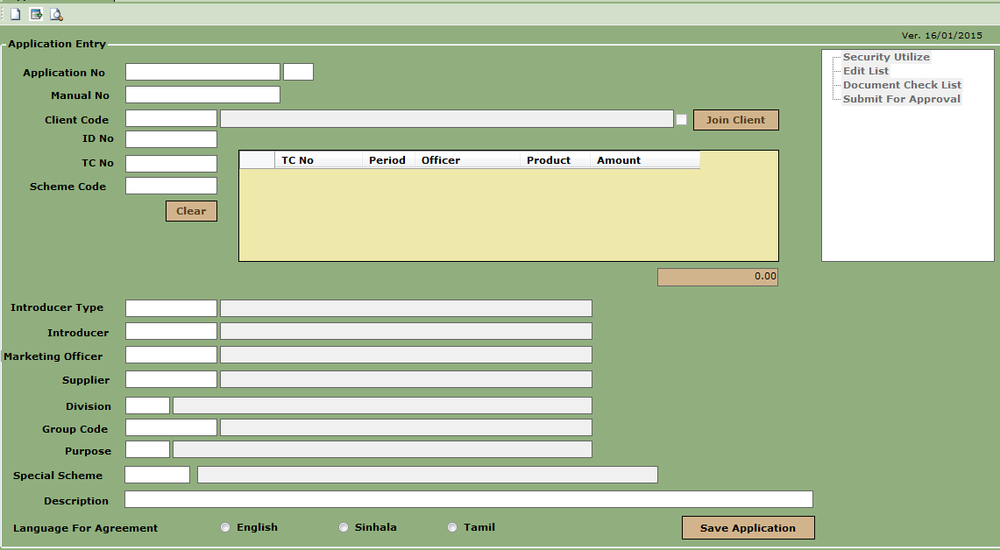 Ver. 16/01/2015
Application Entry
Application No
Manual No
Client Code
Join Client
ID No
TC No
Scheme Code
Clear
TC No Period Officer Product Amount
0.00
Security Utilize
Edit List
Document Check List
Submit For Approval
Introducer Type
Introducer
Marketing Officer
Supplier
Division
Group Code
Purpose
Special Scheme
Description
Language For Agreement English Sinhala Tamil
Save Application